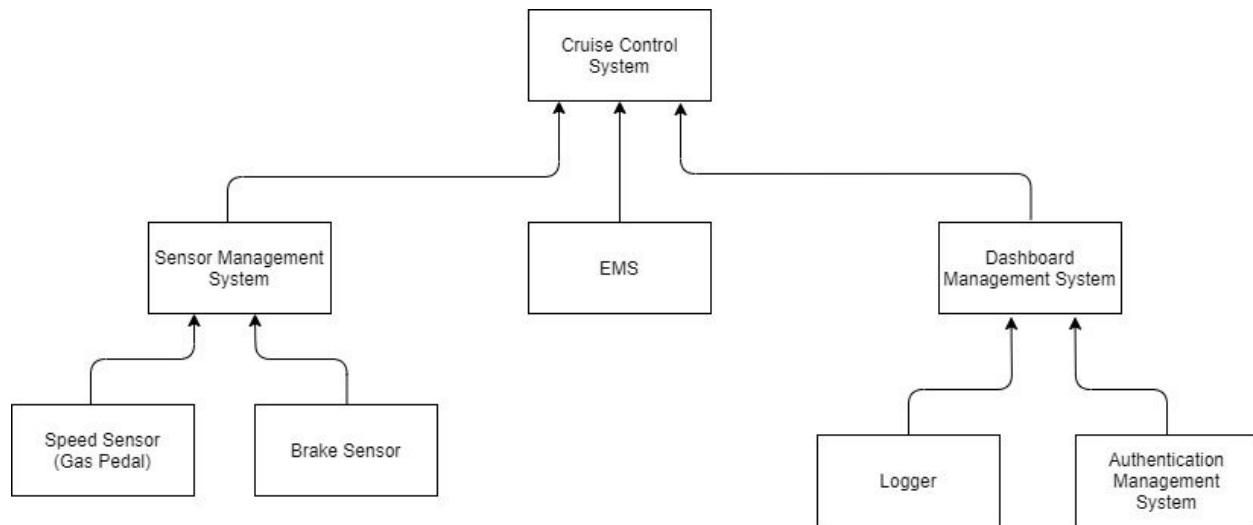 Cruise Control
System
Sensor Management
System
EMS
Dashboard
Management System
Speed Sensor
(Gas Pedal)
Brake Sensor
Logger
Authentication
Management
System